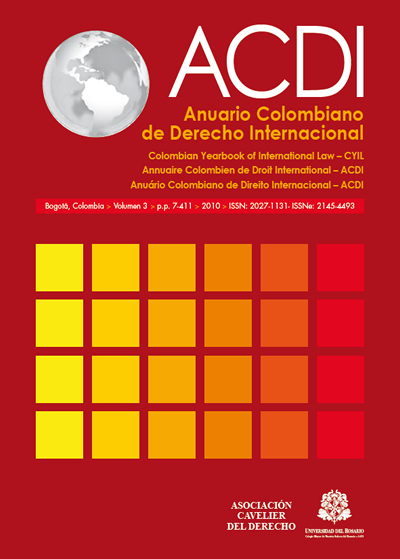 ACDI
Anuario Colombiano
de Derecho Internacional
Colombian Yearbook of International Law – CYIL
Annuaire Colombien de Droit International – ACDI
Anuário Colombiano de Direito Internacional – ACDI
Bogotá, Colombia > Volumen 3 > p.p. 7-411 > 2010 > ISSN: 2027-1131- ISSNe: 2145-4493
ASOCIACIÓN
CAVELIER
DEL DERECHO
UNIVERSIDAD DEL ROSARIO